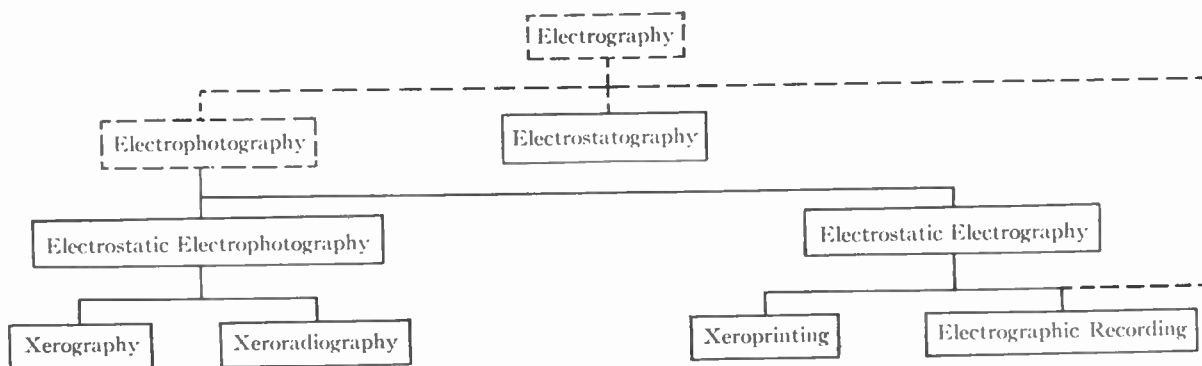 Electrography
Electrophotography
Electrostatography
Electrostatic Electrophotography
Electrostatic Electrography
Xerography
Xeroradiography
Xeroprinting
Electrographic Recording